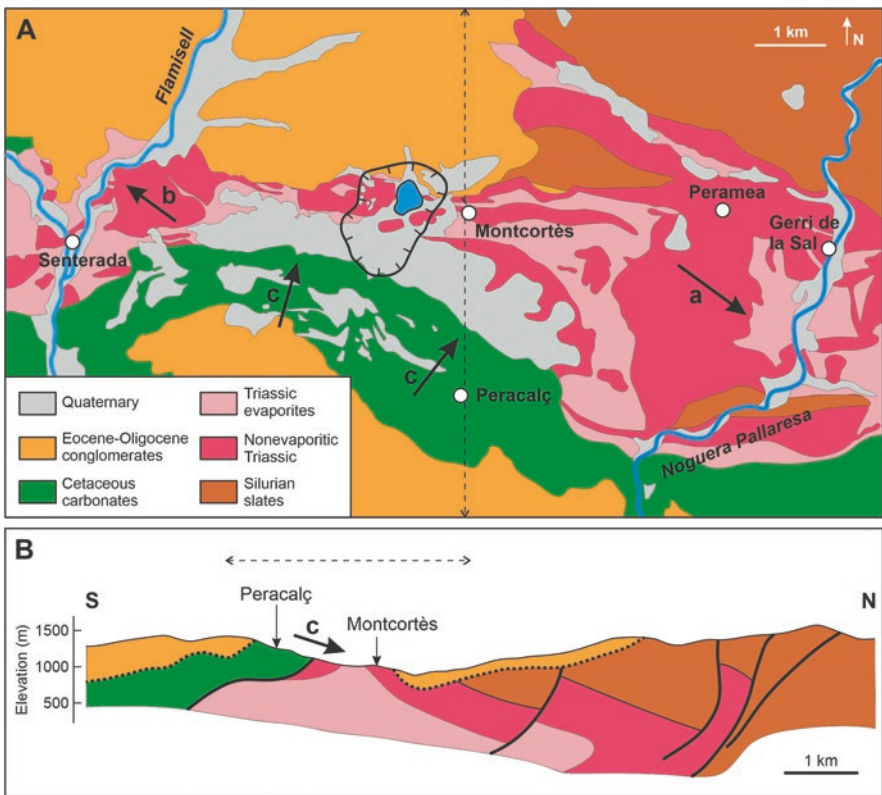 A
1 km
N
Flamisell
b
Peramea
Montcortès
Gerri de
la Sal
Senterada
a
c
c
Peracalç
Noguera Pallaresa
Quaternary
Triassic
evaporites
Eocene-Oligocene
conglomerates
Nonevaporitic
Triassic
Cetaceous
carbonates
Silurian
slates
B
S
Peracalç
c
Montcortès
N
Elevation (m)
1500
1000
500
1 km